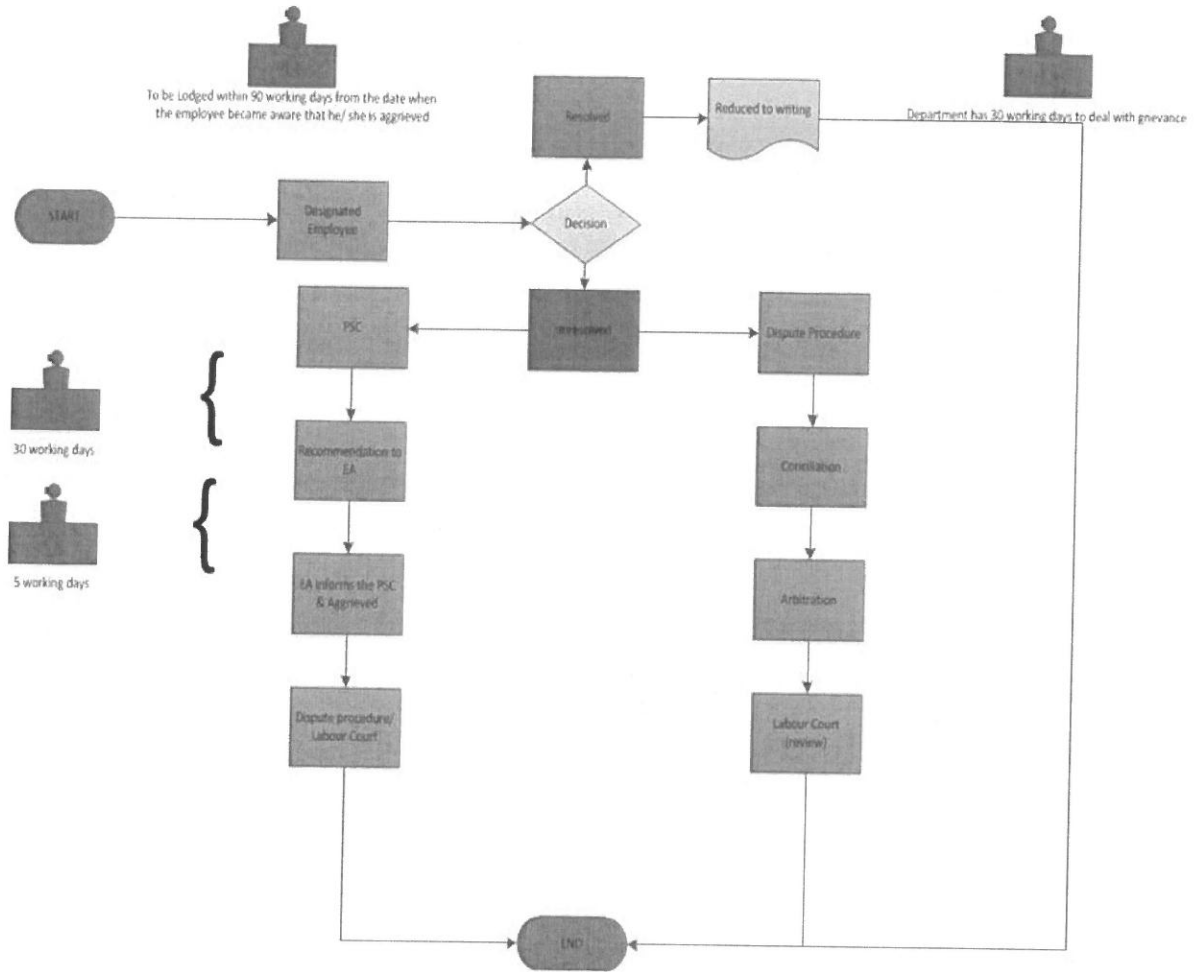 To be Lodged within 90 working days from the date when
the employee became aware that he/ she is aggrieved
Resolved
Reduced to writing
Department has 30 working days to deal with grievance
START
Designated
Employee
Decision
PSC
Unresolved
Dispute Procedure
30 working days
Recommendation to
EA
Conciliation
5 working days
EA informs the PSC
& Aggrieved
Arbitration
Dispute procedure/
Labour Court
Labour Court
(review)
END